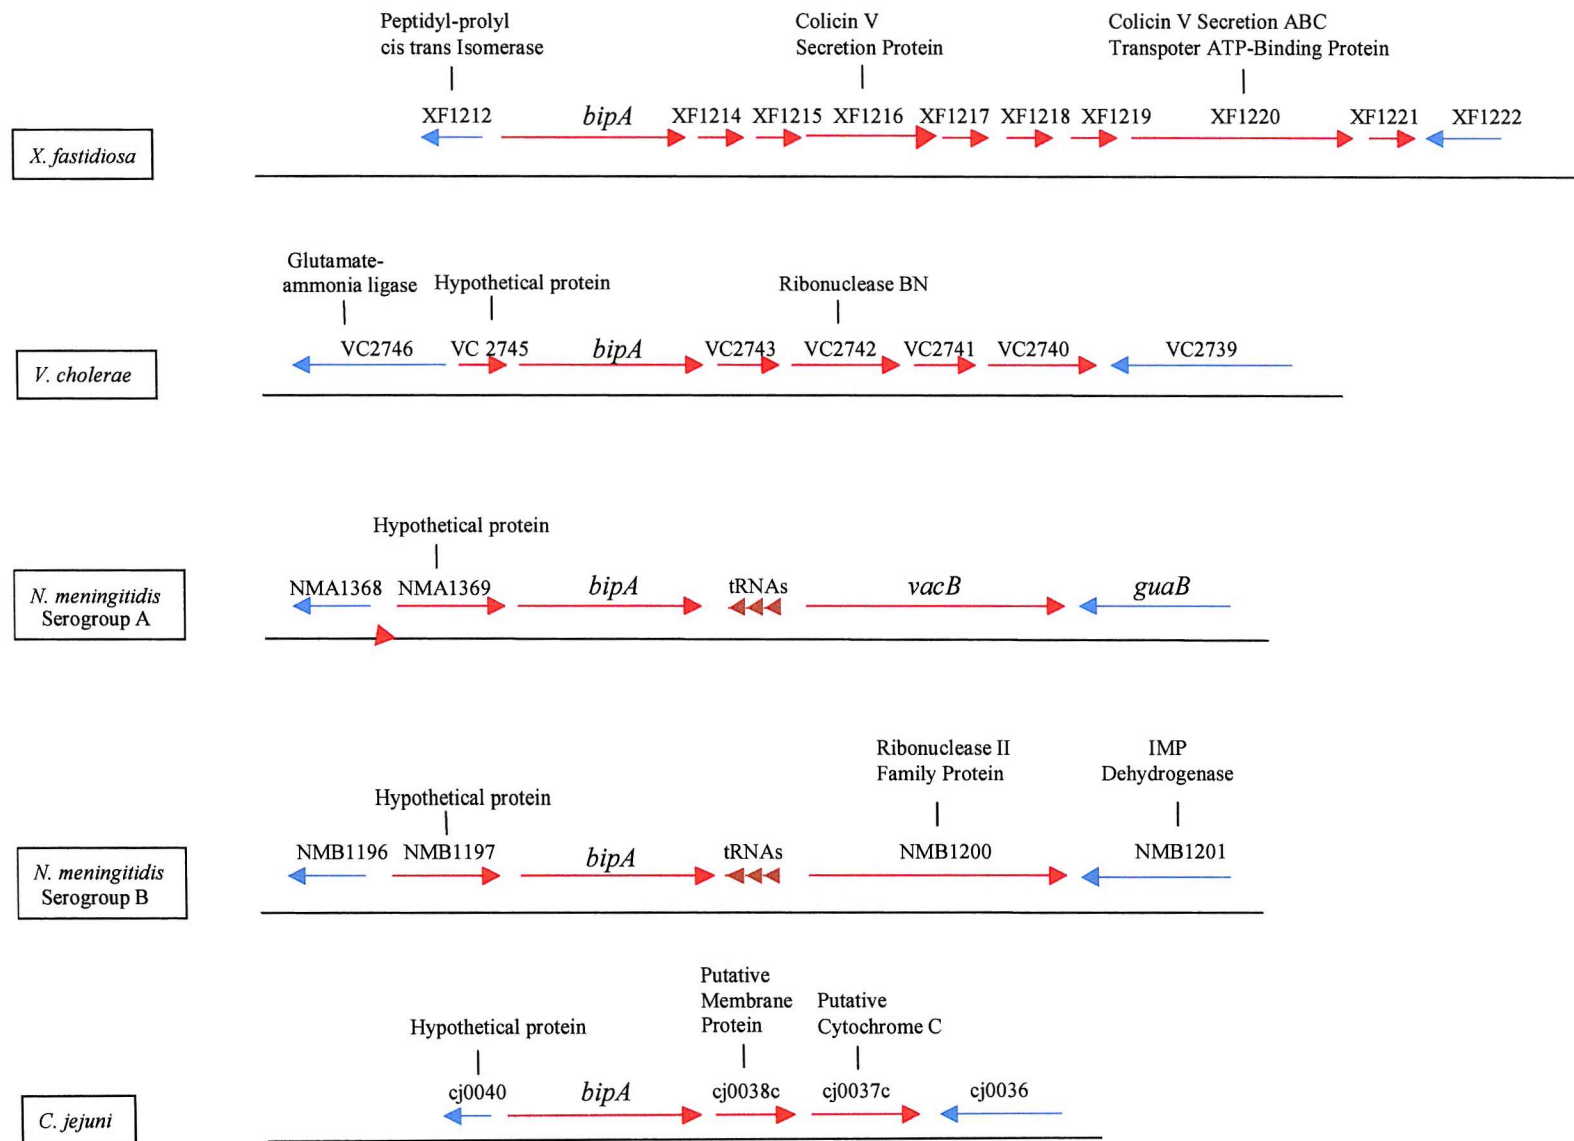 Peptidyl-prolyl
cis trans Isomerase
Colicin V
Secretion Protein
Colicin V Secretion ABC
Transpoter ATP-Binding Protein
XF1212 bipA XF1214 XF1215 XF1216 XF1217 XF1218 XF1219 XF1220 XF1221 XF1222
X. fastidiosa
Glutamate-
ammonia ligase
Hypothetical protein
Ribonuclease BN
VC2746 VC 2745 bipA VC2743 VC2742 VC2741 VC2740 VC2739
V. cholerae
Hypothetical protein
NMA1368 NMA1369 bipA tRNAs vacB guaB
N. meningitidis
Serogroup A
Hypothetical protein
Ribonuclease II
Family Protein
IMP
Dehydrogenase
NMB1196 NMB1197 bipA tRNAs NMB1200 NMB1201
N. meningitidis
Serogroup B
Hypothetical protein
Putative
Membrane
Protein
Putative
Cytochrome C
cj0040 bipA cj0038c cj0037c cj0036
C. jejuni